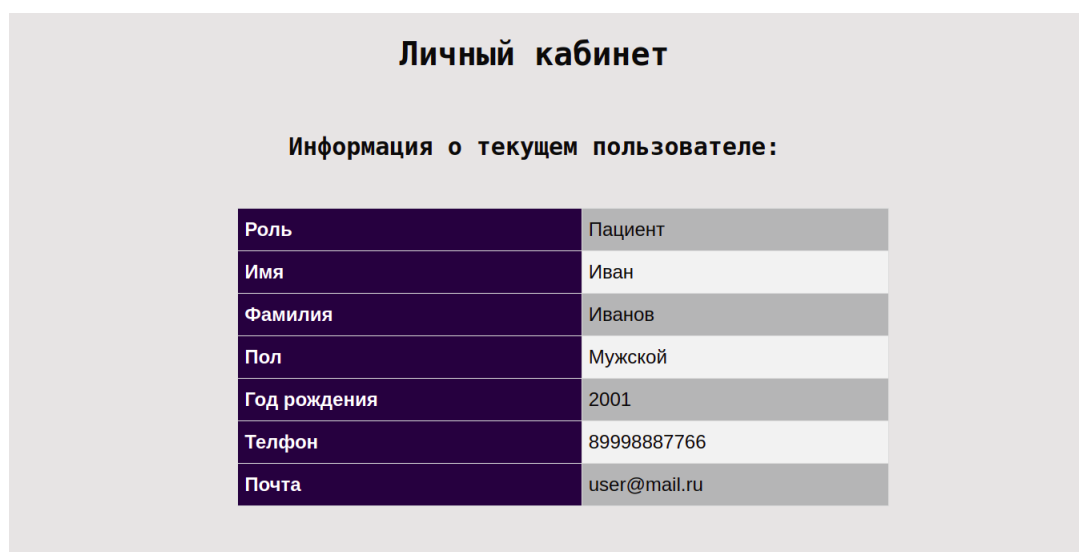 Личный кабинет
Информация о текущем пользователе:
Роль Пациент
Имя Иван
Фамилия Иванов
Пол Мужской
Год рождения 2001
Телфон 89998887766
Почта user@mail.ru